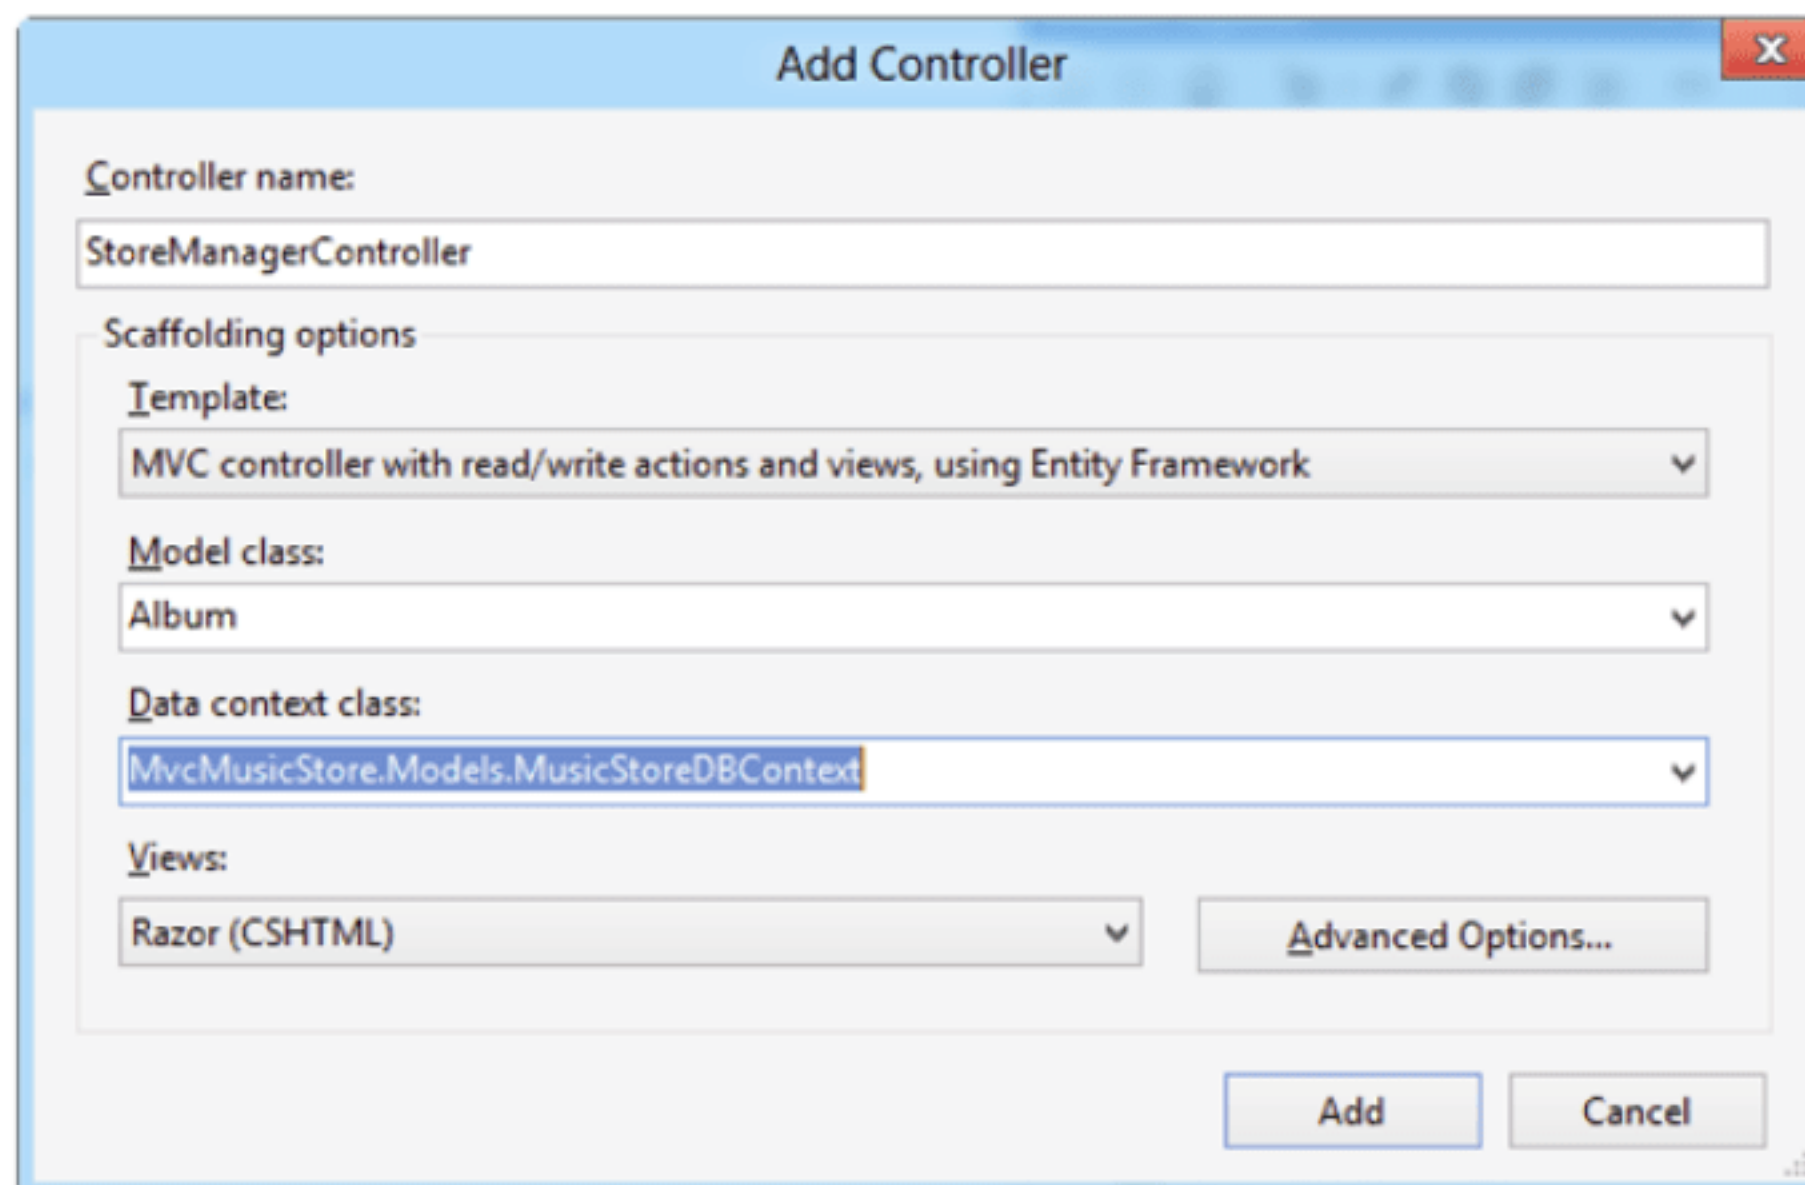 Add Controller
Controller name:
StoreManagerController
Scaffolding options
Template:
MVC controller with read/write actions and views, using Entity Framework
Model class:
Album
Data context class:
MvcMusicStore.Models.MusicStoreDBContext
Views:
Razor (CSHTML)
Advanced Options...
Add
Cancel